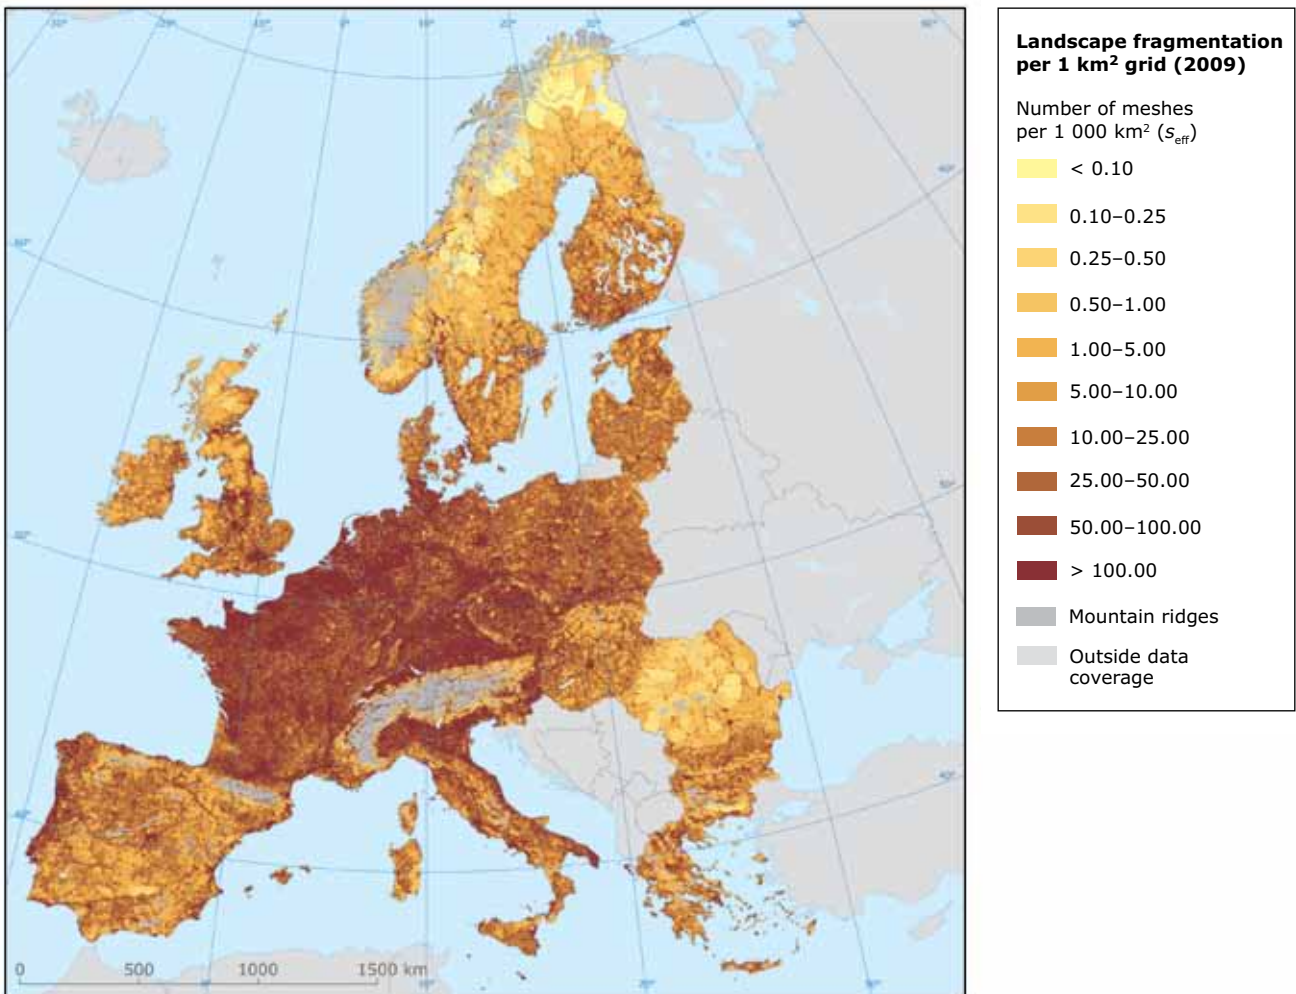 Landscape fragmentation
per 1 km² grid (2009)
Number of meshes
per 1 000 km² (s_eff)
< 0.10
0.10–0.25
0.25–0.50
0.50–1.00
1.00–5.00
5.00–10.00
10.00–25.00
25.00–50.00
50.00–100.00
> 100.00
Mountain ridges
Outside data
coverage
0 500 1000 1500 km